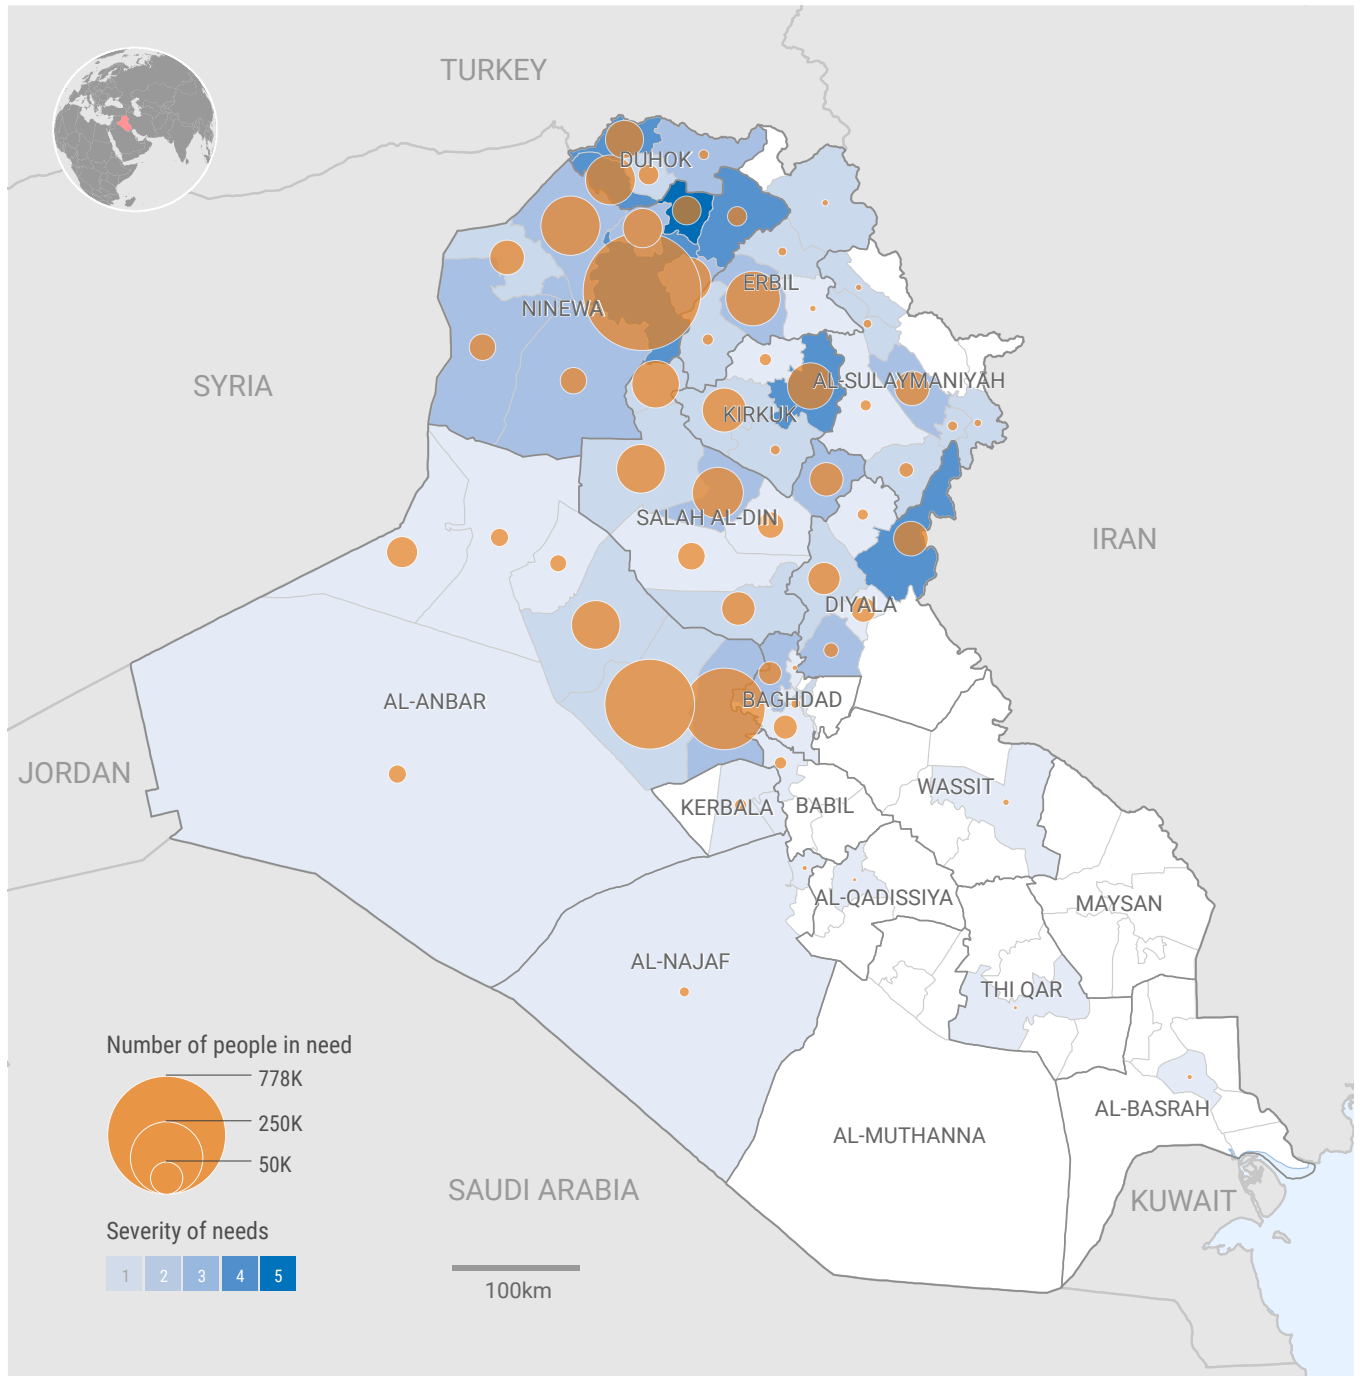 TURKEY
DUHOK
ERBIL
NINEWA
SYRIA
AL-SULAYMANIYAH
KIRKUK
SALAH AL-DIN
IRAN
DIYALA
AL-ANBAR
BAGHDAD
JORDAN
WASSIT
KERBALA
BABIL
AL-QADISSIYA
MAYSAN
AL-NAJAF
THI QAR
Number of people in need
778K
250K
50K
AL-BASRAH
AL-MUTHANNA
SAUDI ARABIA
KUWAIT
Severity of needs
1 2 3 4 5
100km